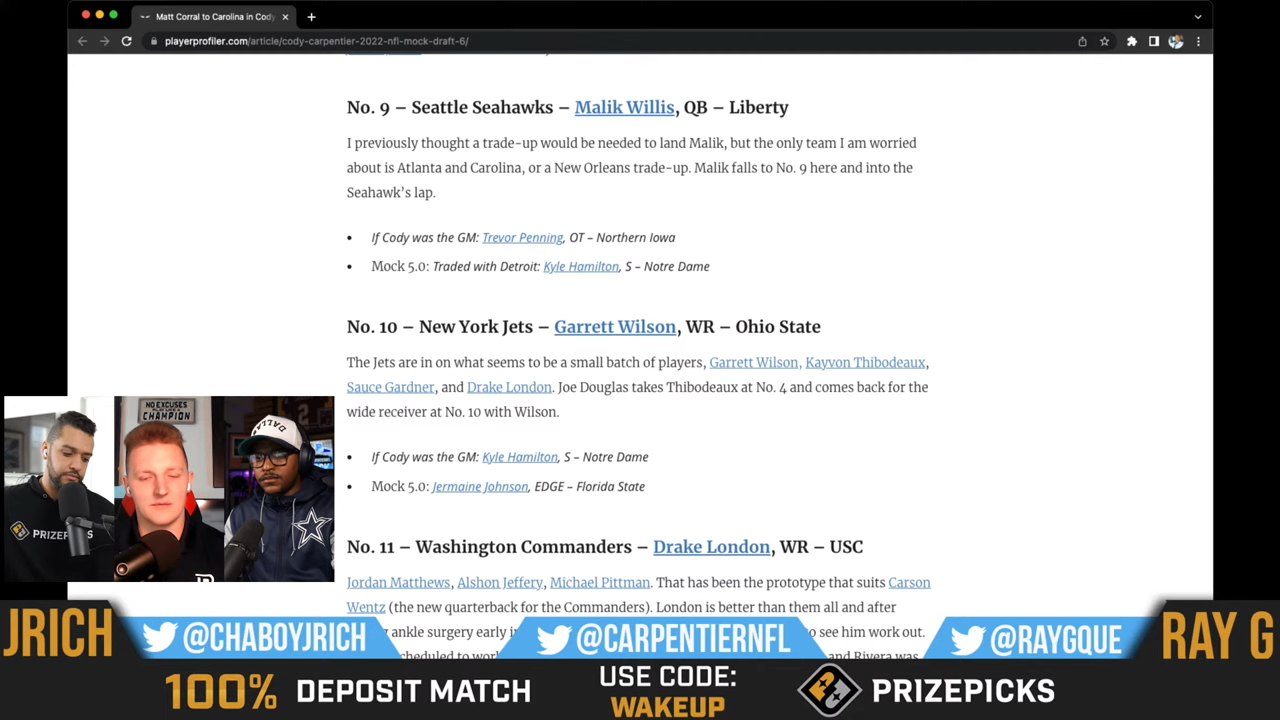 Matt Corral to Carolina in Cody
playerprofiler.com/article/cody-carpentier-2022-nfl-mock-draft-6/
No. 9 – Seattle Seahawks – Malik Willis, QB – Liberty
I previously thought a trade-up would be needed to land Malik, but the only team I am worried
about is Atlanta and Carolina, or a New Orleans trade-up. Malik falls to No. 9 here and into the
Seahawk's lap.
• If Cody was the GM: Trevor Penning, OT – Northern Iowa
• Mock 5.0: Traded with Detroit: Kyle Hamilton, S – Notre Dame
No. 10 – New York Jets – Garrett Wilson, WR – Ohio State
The Jets are in on what seems to be a small batch of players, Garrett Wilson, Kayvon Thibodeaux,
Sauce Gardner, and Drake London. Joe Douglas takes Thibodeaux at No. 4 and comes back for the
wide receiver at No. 10 with Wilson.
• If Cody was the GM: Kyle Hamilton, S – Notre Dame
• Mock 5.0: Jermaine Johnson, EDGE – Florida State
No. 11 – Washington Commanders – Drake London, WR – USC
Jordan Matthews, Alshon Jeffery, Michael Pittman. That has been the prototype that suits Carson
Wentz (the new quarterback for the Commanders). London is better than them all and after
ankle surgery early to see him work out.
NO EXCUSES
PLAY LIKE A
CHAMPION
DALLAS
PRIZEPICKS
JRICH
@CHABOYJRICH
@CARPENTIERNFL
@RAYGQUE
RAY G
100% DEPOSIT MATCH
USE CODE:
WAKEUP
PRIZEPICKS